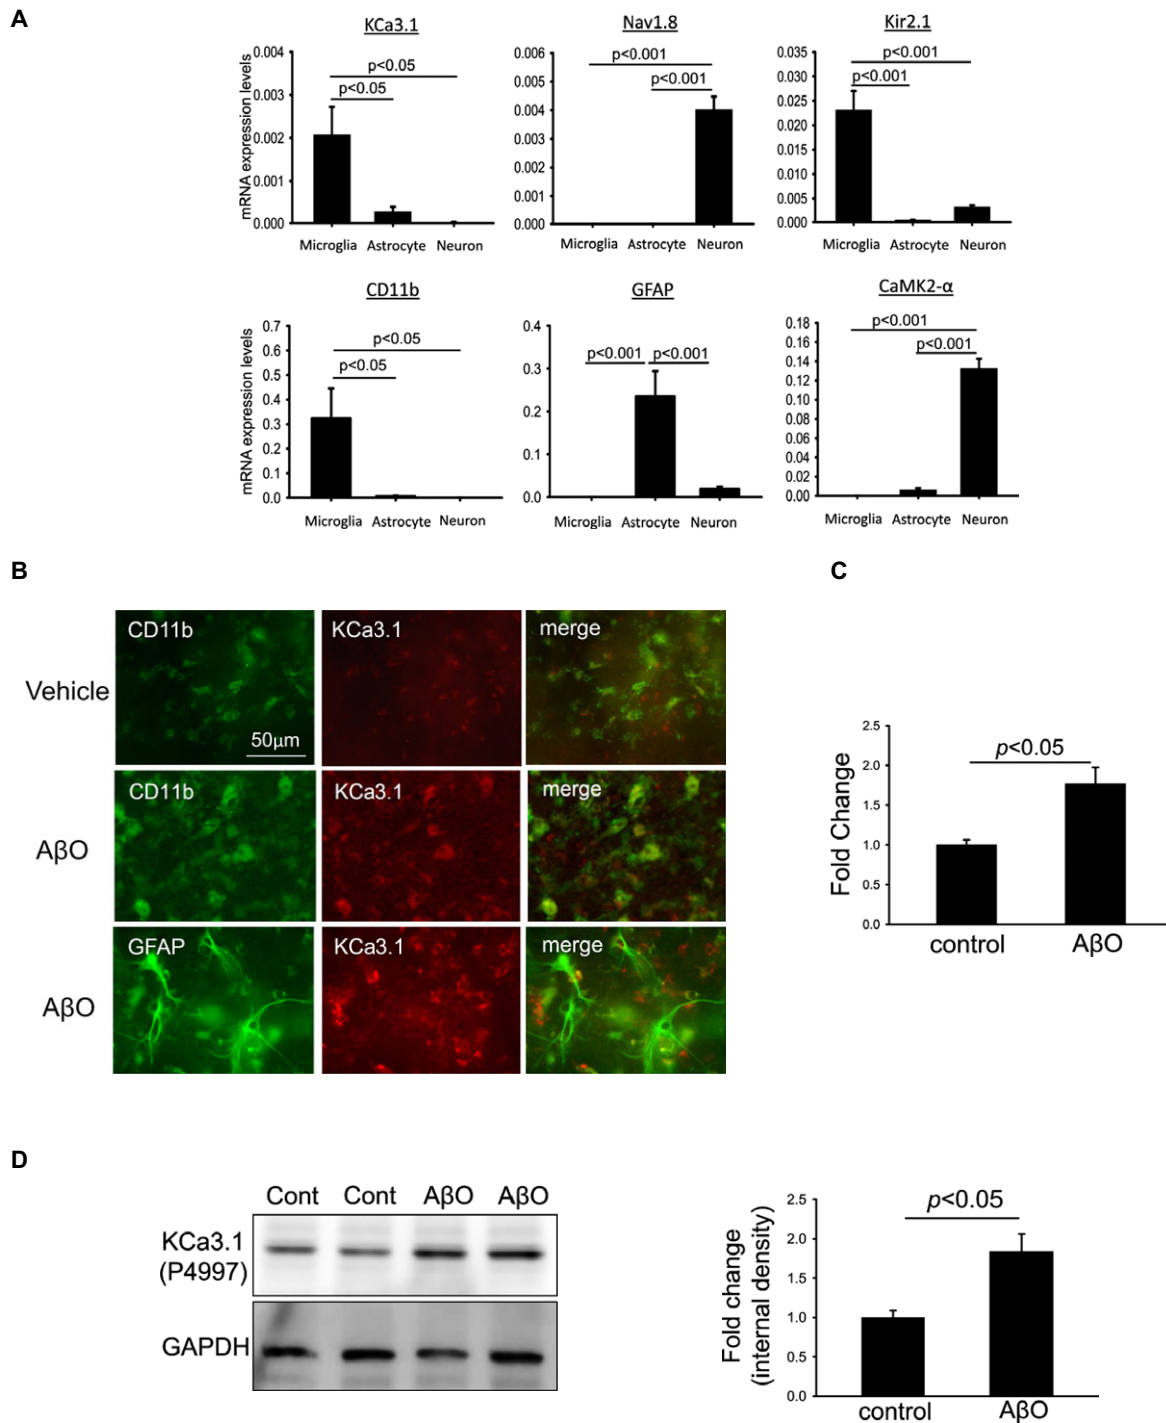 A
KCa3.1
Nav1.8
Kir2.1
mRNA expression levels
0.004
0.003
0.002
0.001
0.000
p<0.05
p<0.05
Microglia Astrocyte Neuron
0.006
0.005
0.004
0.003
0.002
0.001
0.000
p<0.001
p<0.001
Microglia Astrocyte Neuron
0.035
0.030
0.025
0.020
0.015
0.010
0.005
0.000
p<0.001
p<0.001
Microglia Astrocyte Neuron
CD11b
GFAP
CaMK2-α
mRNA expression levels
0.7
0.6
0.5
0.4
0.3
0.2
0.1
0.0
p<0.05
p<0.05
Microglia Astrocyte Neuron
0.4
0.3
0.2
0.1
0.0
p<0.001 p<0.001
Microglia Astrocyte Neuron
0.18
0.16
0.14
0.12
0.10
0.08
0.06
0.04
0.02
0.00
p<0.001
p<0.001
Microglia Astrocyte Neuron
B
Vehicle
CD11b
50μm
KCa3.1
merge
AβO
CD11b
KCa3.1
merge
AβO
GFAP
KCa3.1
merge
C
Fold Change
2.5
2.0
1.5
1.0
0.5
0.0
p<0.05
control AβO
D
Cont Cont AβO AβO
KCa3.1
(P4997)
GAPDH
Fold change
(internal density)
2.5
2.0
1.5
1.0
0.5
0.0
p<0.05
control AβO